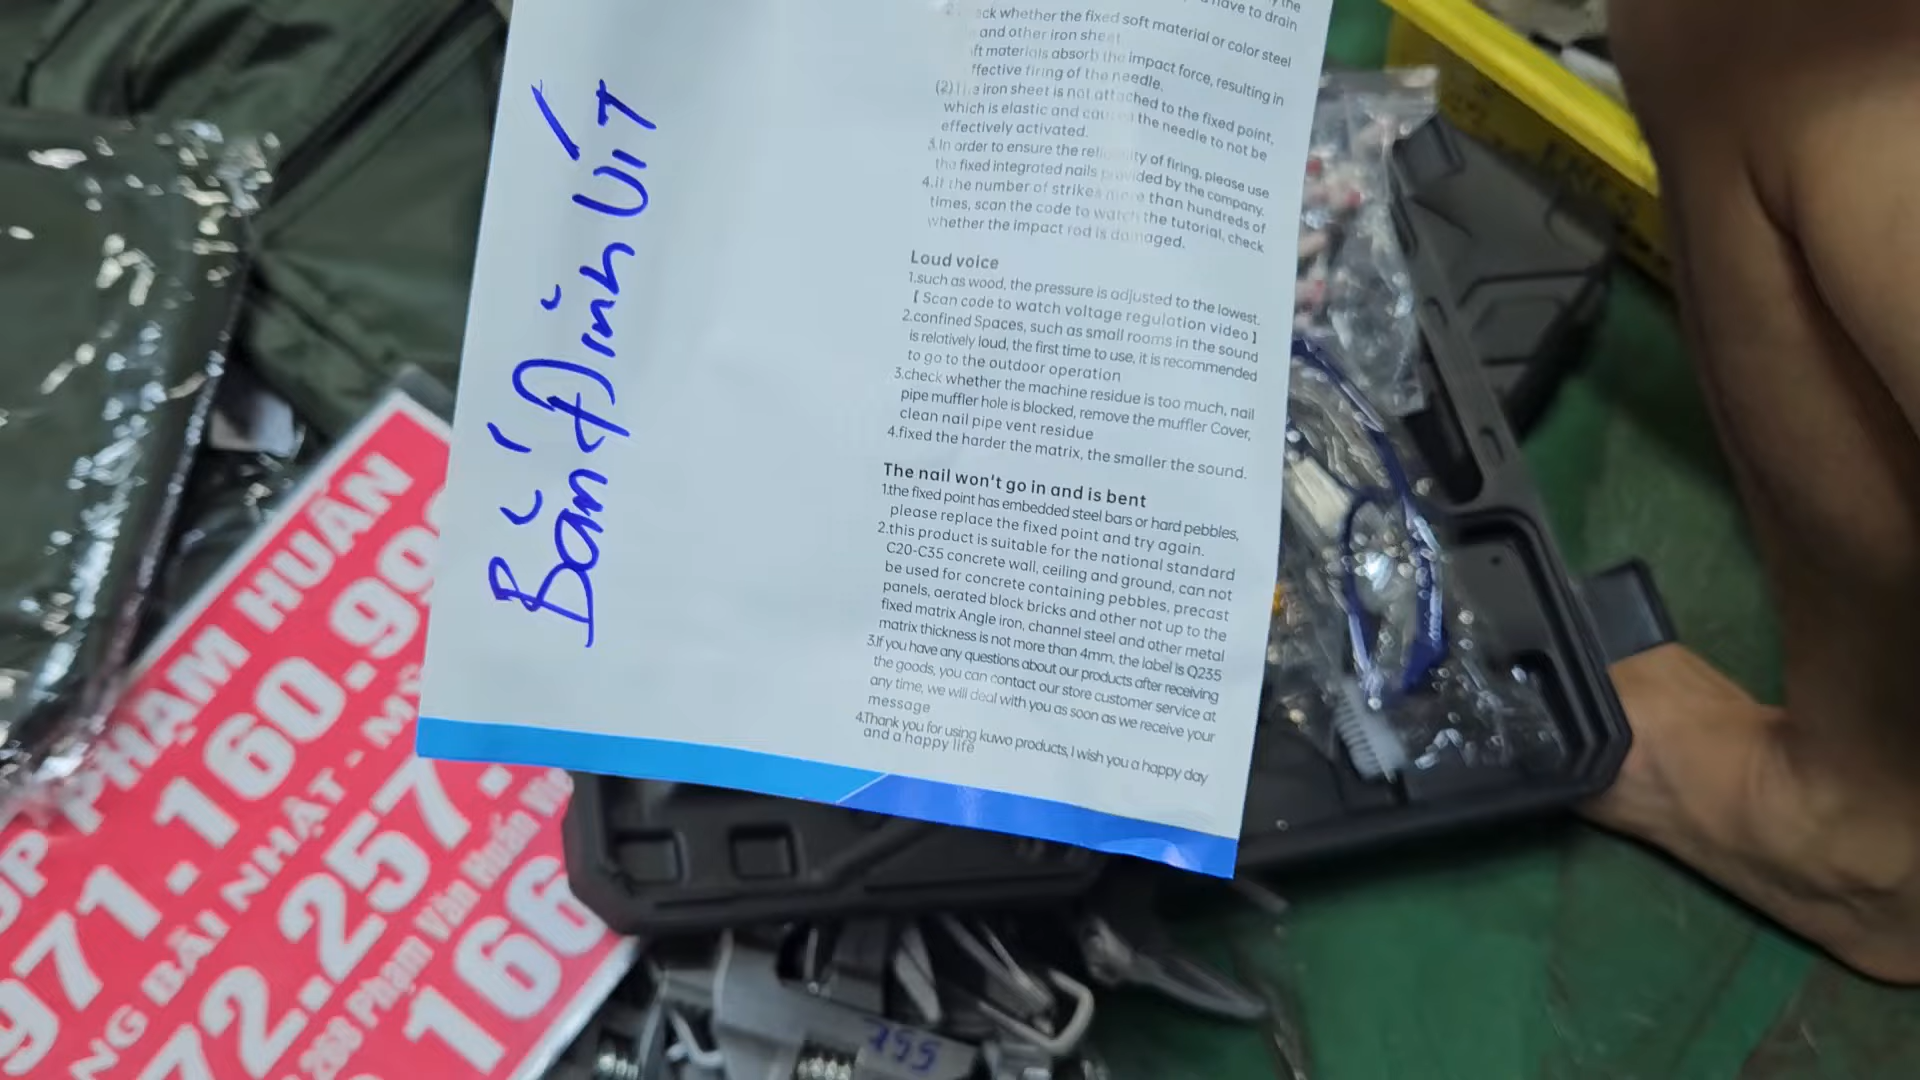 Bắn Đinh Vít
have to drain
whether the fixed soft material or color steel
and other iron sheet
materials absorb the impact force, resulting in
firing of the needle.
(2) iron sheet is not attached to the fixed point,
which is elastic and the needle to not be
effectively activated.
3.In order to ensure the of firing, please use
the fixed integrated nails provided by the company.
4.If the number of strikes more than hundreds of
times, scan the code to watch the tutorial, check
whether the impact rod is damaged.
Loud voice
1.such as wood, the pressure is adjusted to the lowest.
【Scan code to watch voltage regulation video】
2.confined Spaces, such as small rooms in the sound
is relatively loud, the first time to use, it is recommended
to go to the outdoor operation
3.check whether the machine residue is too much, nail
pipe muffler hole is blocked, remove the muffler Cover,
clean nail pipe vent residue
4.fixed the harder the matrix, the smaller the sound.
The nail won't go in and is bent
1.the fixed point has embedded steel bars or hard pebbles,
please replace the fixed point and try again.
2.this product is suitable for the national standard
C20-C35 concrete wall, ceiling and ground, can not
be used for concrete containing pebbles, precast
panels, aerated block bricks and other not up to the
fixed matrix Angle iron, channel steel and other metal
matrix thickness is not more than 4mm, the label is Q235
3.If you have any questions about our products after receiving
the goods, you can contact our store customer service at
any time, we will deal with you as soon as we receive your
message
4.Thank you for using kuwo products, I wish you a happy day
and a happy life
PHẠM HUÂN
971.160.99
BÃI NHẬT - MỸ
72.257.
268 Phạm Văn Huấn
166
255